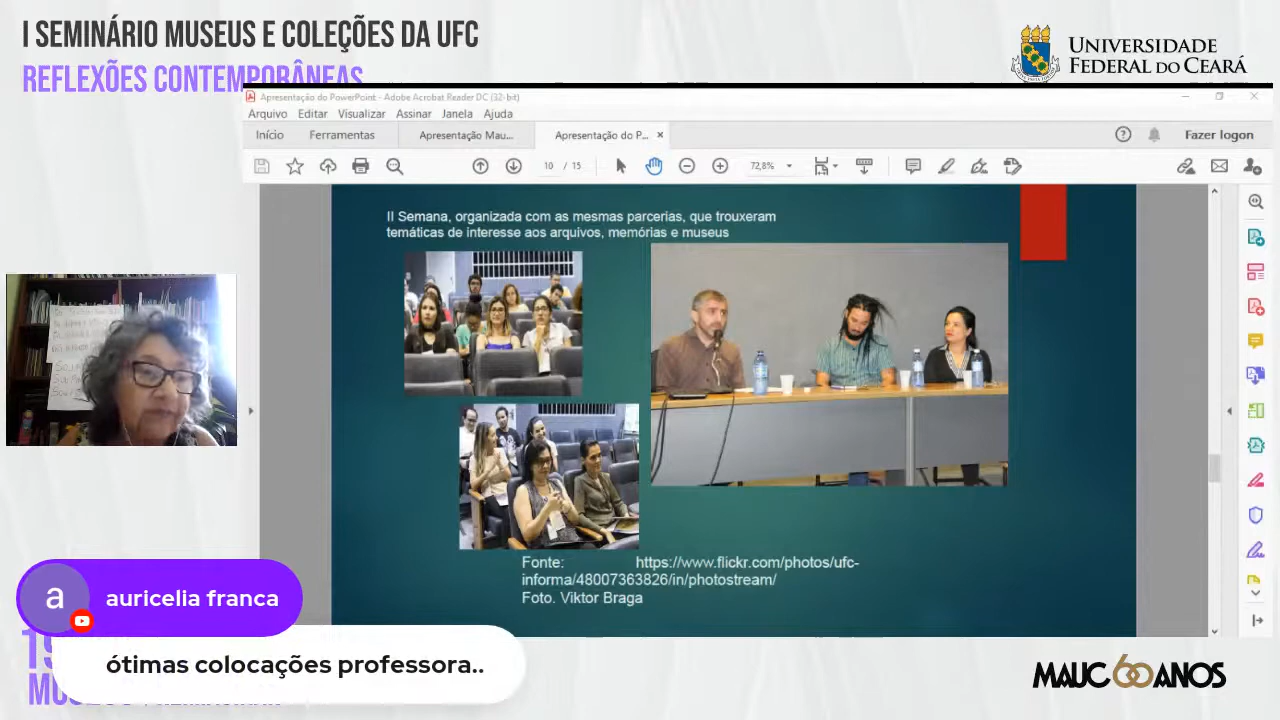 I SEMINÁRIO MUSEUS E COLEÇÕES DA UFC
REFLEXÕES CONTEMPORÂNEAS
UNIVERSIDADE
FEDERAL DO CEARÁ
Apresentação do PowerPoint - Adobe Acrobat Reader DC (32-bit)
Arquivo Editar Visualizar Assinar Janela Ajuda
Início Ferramentas Apresentação Mau... Apresentação do P... ×
Fazer logon
10 / 15
72,8%
II Semana, organizada com as mesmas parcerias, que trouxeram
temáticas de interesse aos arquivos, memórias e museus
Fonte: https://www.flickr.com/photos/ufc-
informa/48007363826/in/photostream/
Foto. Viktor Braga
a
auricelia franca
ótimas colocações professora..
MAUC 60 ANOS